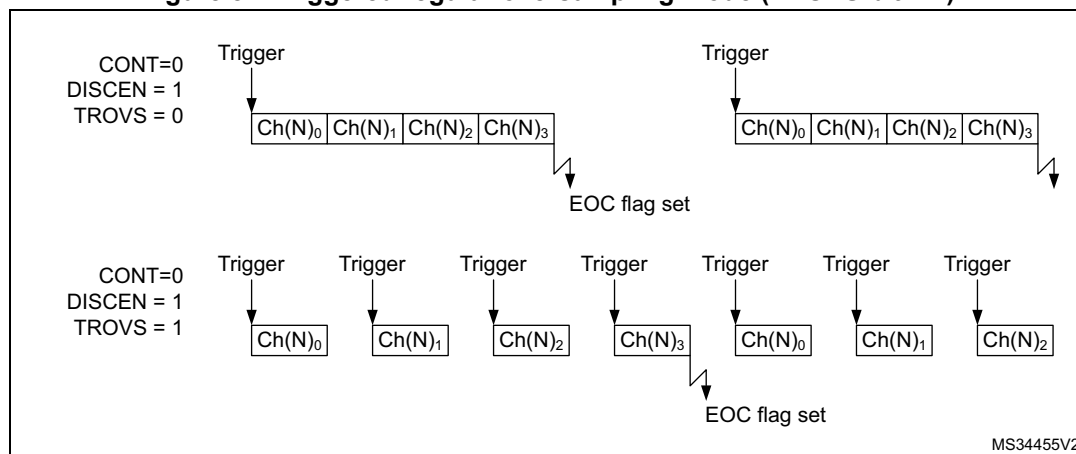 Trigger Trigger
CONT=0
DISCEN = 1
TROVS = 0
Ch(N)₀ Ch(N)₁ Ch(N)₂ Ch(N)₃ Ch(N)₀ Ch(N)₁ Ch(N)₂ Ch(N)₃
EOC flag set
Trigger Trigger Trigger Trigger Trigger Trigger Trigger
CONT=0
DISCEN = 1
TROVS = 1
Ch(N)₀ Ch(N)₁ Ch(N)₂ Ch(N)₃ Ch(N)₀ Ch(N)₁ Ch(N)₂
EOC flag set
MS34455V2